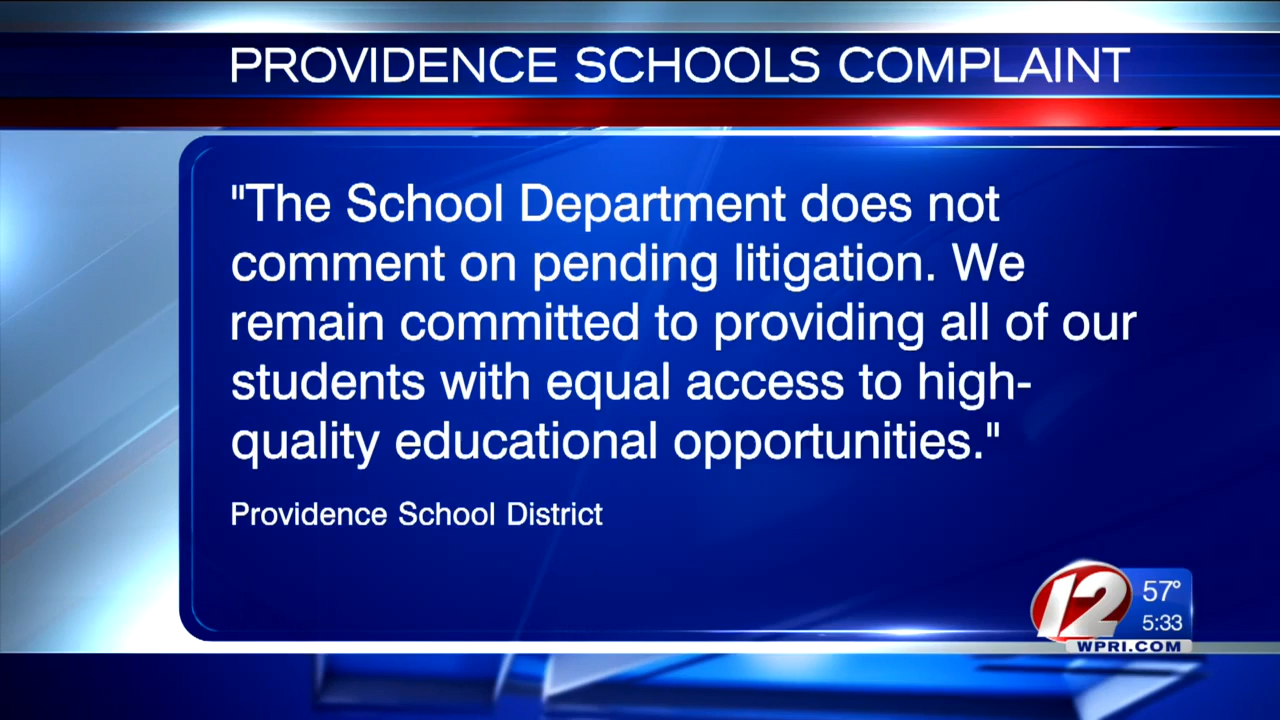 PROVIDENCE SCHOOLS COMPLAINT
"The School Department does not
comment on pending litigation. We
remain committed to providing all of our
students with equal access to high-
quality educational opportunities."
Providence School District
12
57°
5:33
WPRI.COM